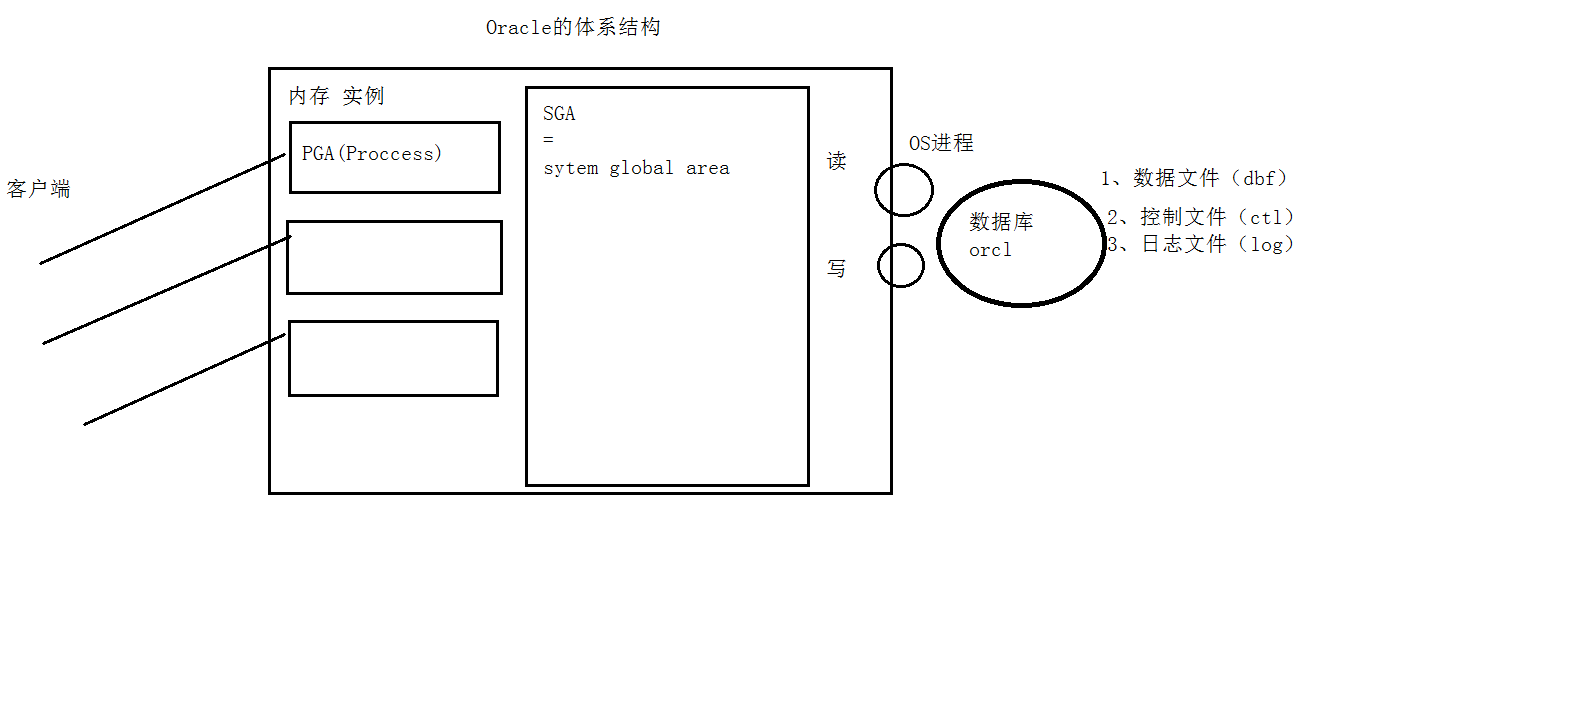 Oracle的体系结构
内存 实例
PGA(Proccess)
客户端
SGA
=
sytem global area
读
写
OS进程
数据库
orcl
1、数据文件（dbf）
2、控制文件（ctl）
3、日志文件（log）